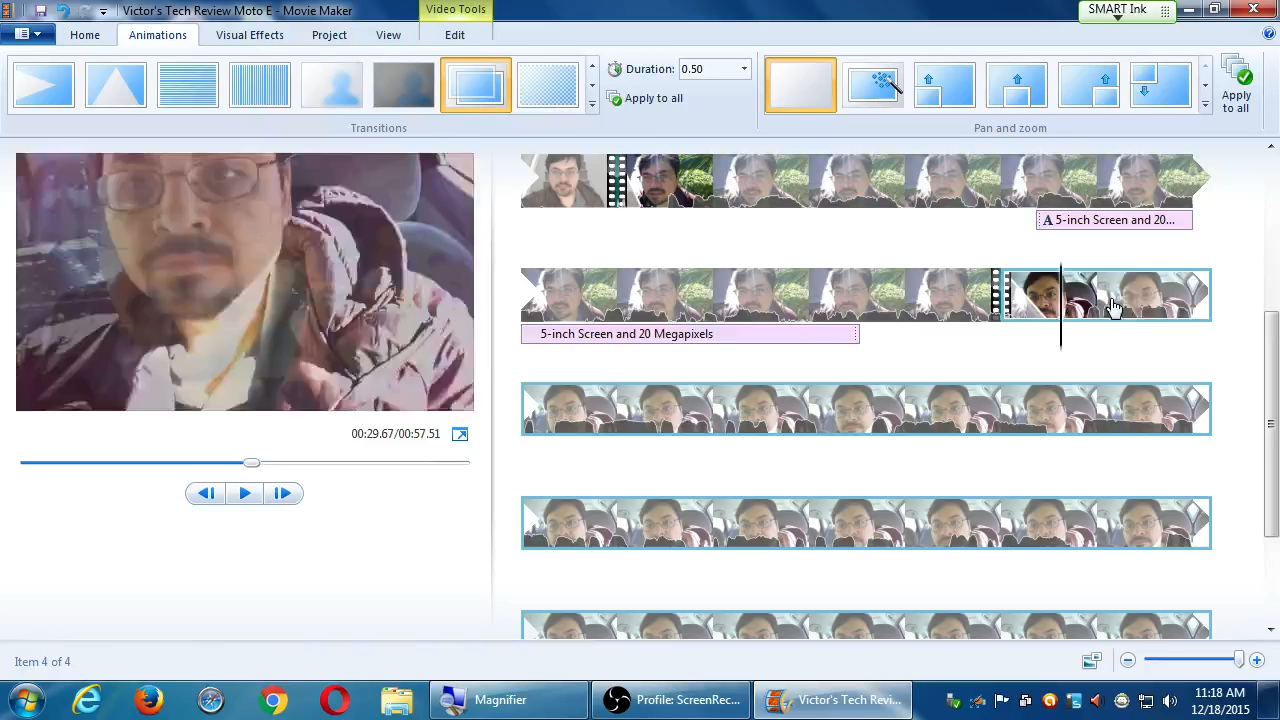 Victor's Tech Review Moto E - Movie Maker
Video Tools
SMART Ink
Home
Animations
Visual Effects
Project
View
Edit
Duration: 0.50
Apply to all
Apply to all
Transitions
Pan and zoom
A 5-inch Screen and 20...
5-inch Screen and 20 Megapixels
00:29.67/00:57.51
Item 4 of 4
Magnifier
Profile: ScreenRec...
Victor's Tech Revi...
11:18 AM
12/18/2015